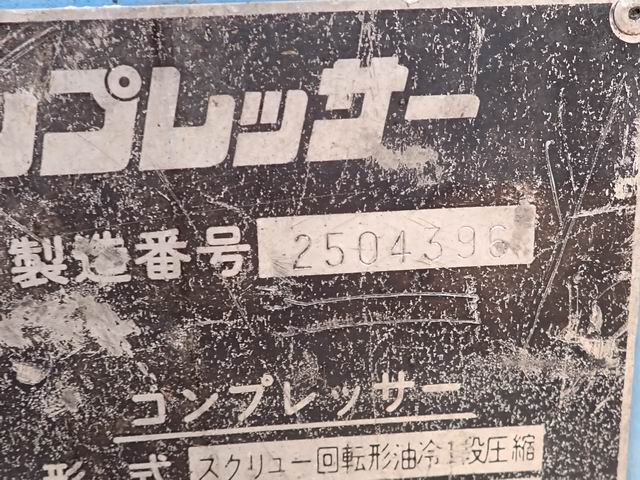 ンプレッサー
製造番号 2504396
コンプレッサー
形式 スクリュー回転形油冷1段圧縮